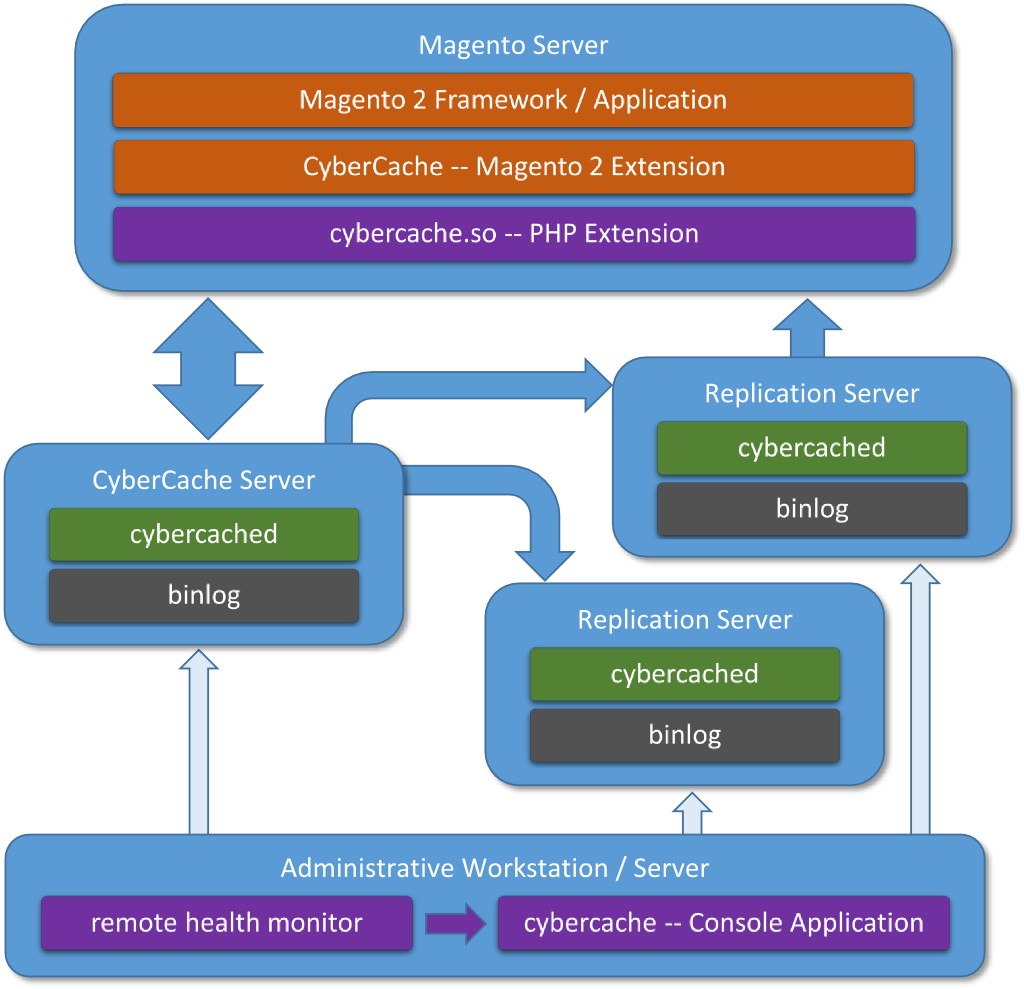 Magento Server
Magento 2 Framework / Application
CyberCache -- Magento 2 Extension
cybercache.so -- PHP Extension
Replication Server
cybercached
binlog
CyberCache Server
cybercached
binlog
Replication Server
cybercached
binlog
Administrative Workstation / Server
remote health monitor
cybercache -- Console Application